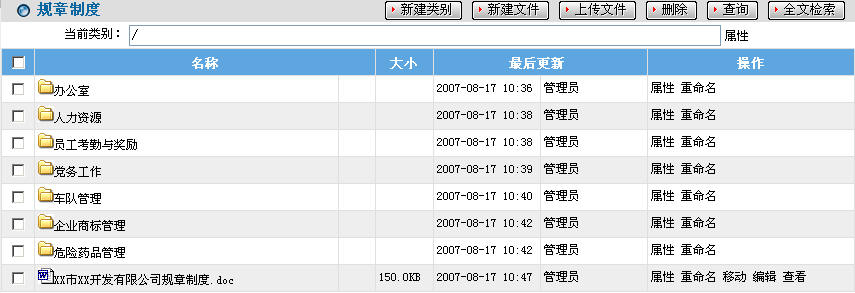 规章制度 新建类别 新建文件 上传文件 删除 查询 全文检索
当前类别： / 属性
名称 大小 最后更新 操作
办公室 2007-08-17 10:36 管理员 属性 重命名
人力资源 2007-08-17 10:38 管理员 属性 重命名
员工考勤与奖励 2007-08-17 10:38 管理员 属性 重命名
党务工作 2007-08-17 10:39 管理员 属性 重命名
车队管理 2007-08-17 10:40 管理员 属性 重命名
企业商标管理 2007-08-17 10:42 管理员 属性 重命名
危险药品管理 2007-08-17 10:42 管理员 属性 重命名
XX市XX开发有限公司规章制度.doc 150.0KB 2007-08-17 10:47 管理员 属性 重命名 移动 编辑 查看